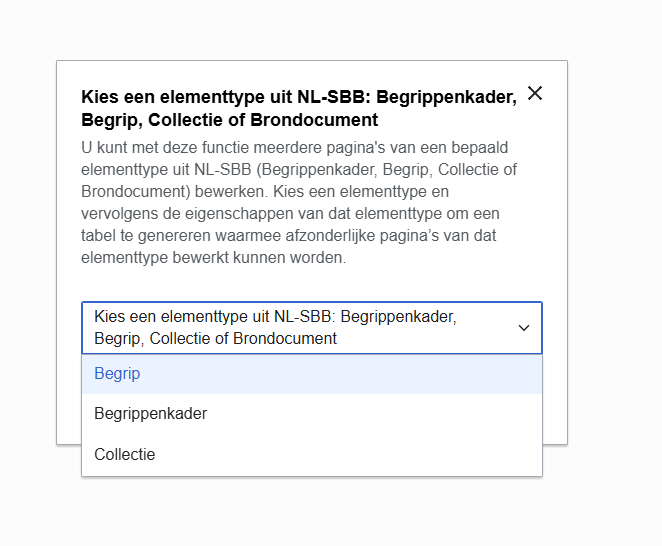 Kies een elementtype uit NL-SBB: Begrippenkader,
Begrip, Collectie of Brondocument
U kunt met deze functie meerdere pagina's van een bepaald
elementtype uit NL-SBB (Begrippenkader, Begrip, Collectie of
Brondocument) bewerken. Kies een elementtype en
vervolgens de eigenschappen van dat elementtype om een
tabel te genereren waarmee afzonderlijke pagina’s van dat
elementtype bewerkt kunnen worden.
Kies een elementtype uit NL-SBB: Begrippenkader,
Begrip, Collectie of Brondocument
Begrip
Begrippenkader
Collectie